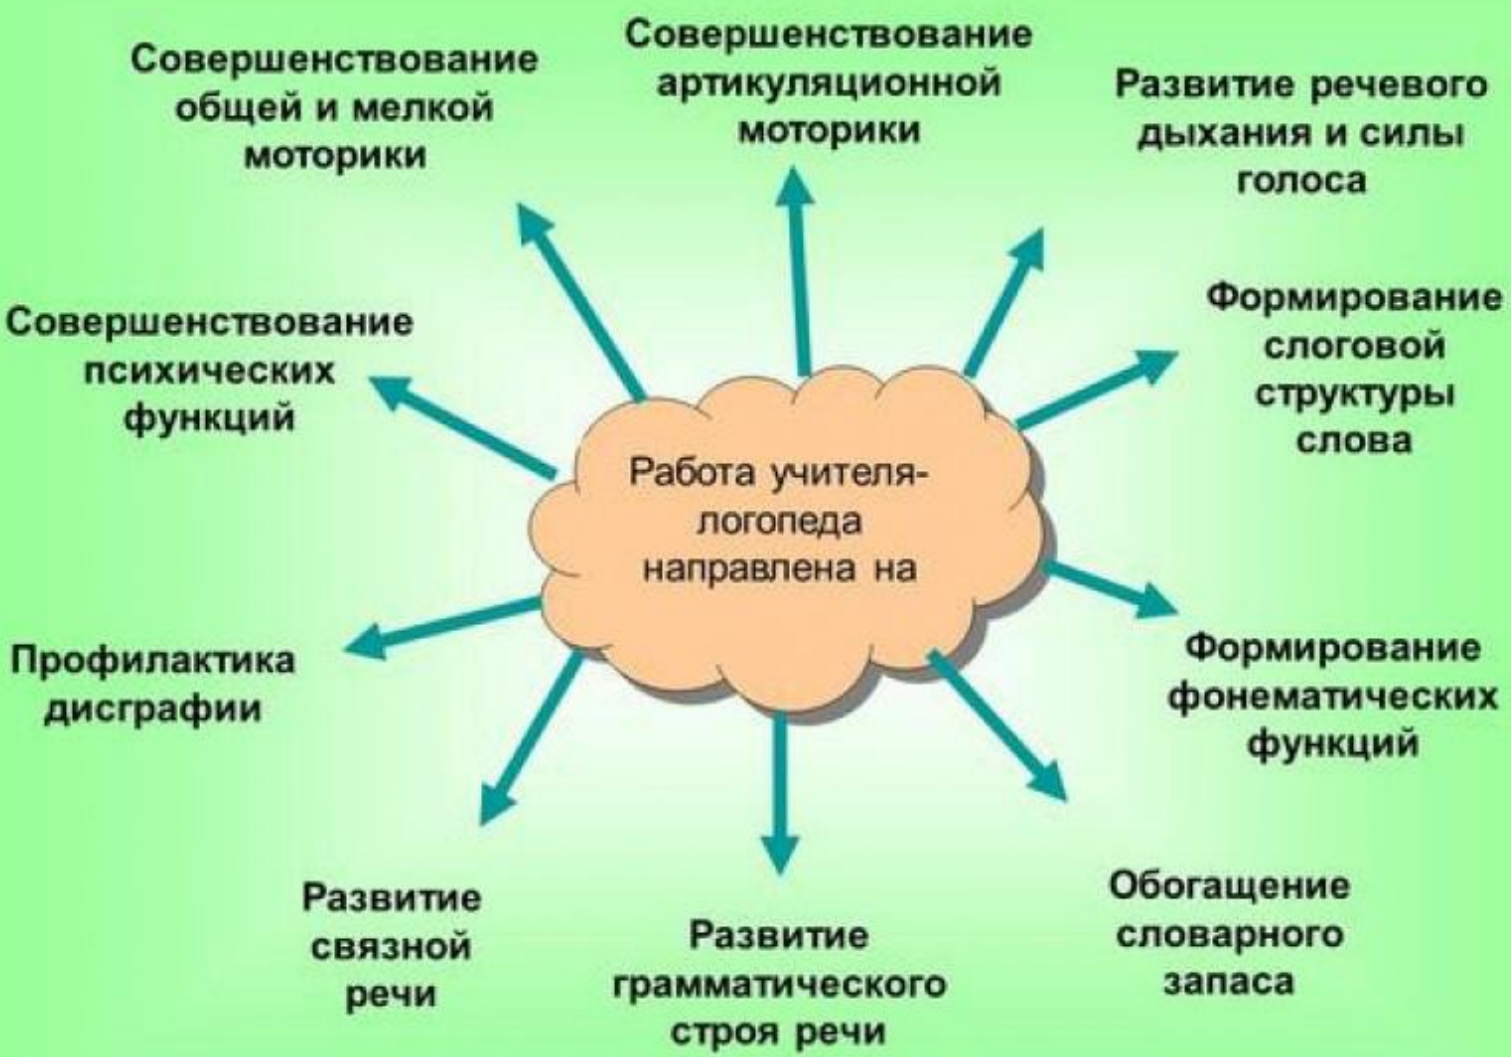 Совершенствование
общей и мелкой
моторики
Совершенствование
артикуляционной
моторики
Развитие речевого
дыхания и силы
голоса
Совершенствование
психических
функций
Формирование
слоговой
структуры
слова
Работа учителя-
логопеда
направлена на
Профилактика
дисграфии
Формирование
фонематических
функций
Развитие
связной
речи
Развитие
грамматического
строя речи
Обогащение
словарного
запаса